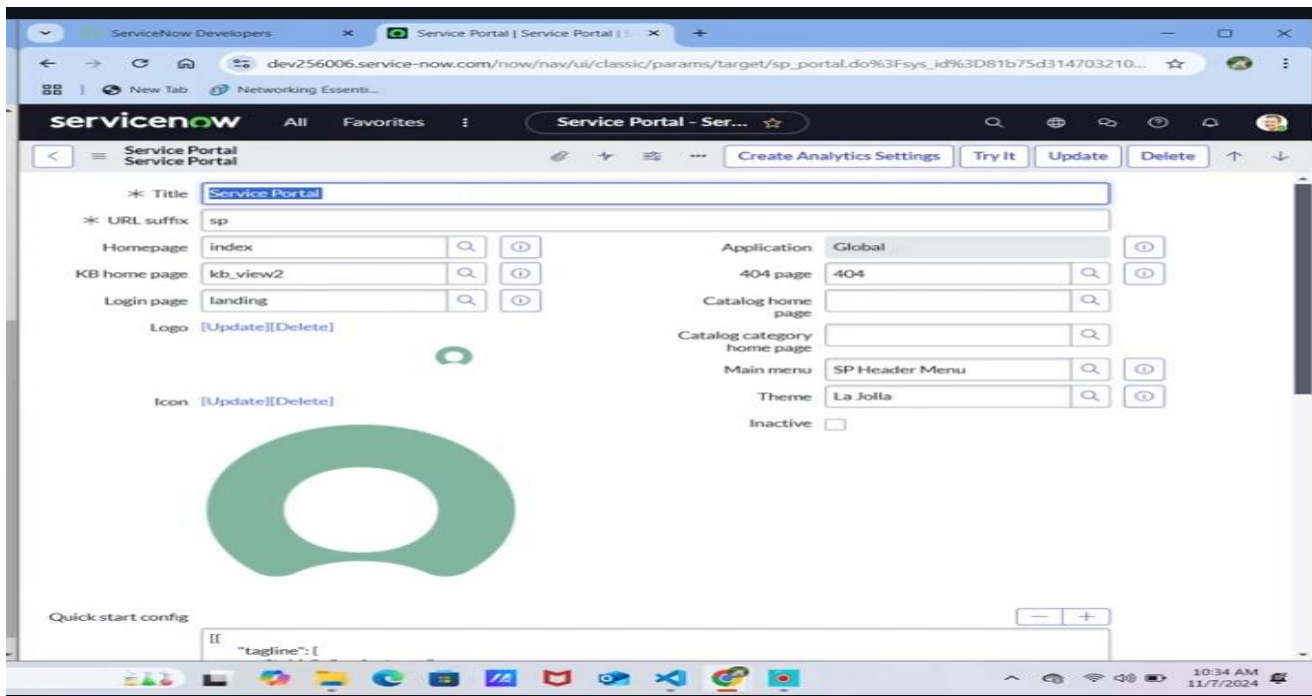 ServiceNow Developers
Service Portal | Service Portal |
dev256006.service-now.com/now/nav/ui/classic/params/target/sp_portal.do%3Fsys_id%3D81b75d314703210...
New Tab Networking Essenti...
servicenow All Favorites Service Portal - Ser...
Service Portal
Service Portal
Create Analytics Settings Try It Update Delete
* Title Service Portal
* URL suffix sp
Homepage index Application Global
KB home page kb_view2 404 page 404
Login page landing Catalog home
page
Logo [Update][Delete] Catalog category
home page
Main menu SP Header Menu
Icon [Update][Delete] Theme La Jolla
Inactive
Quick start config
[{
"tagline": [
10:34 AM
11/7/2024